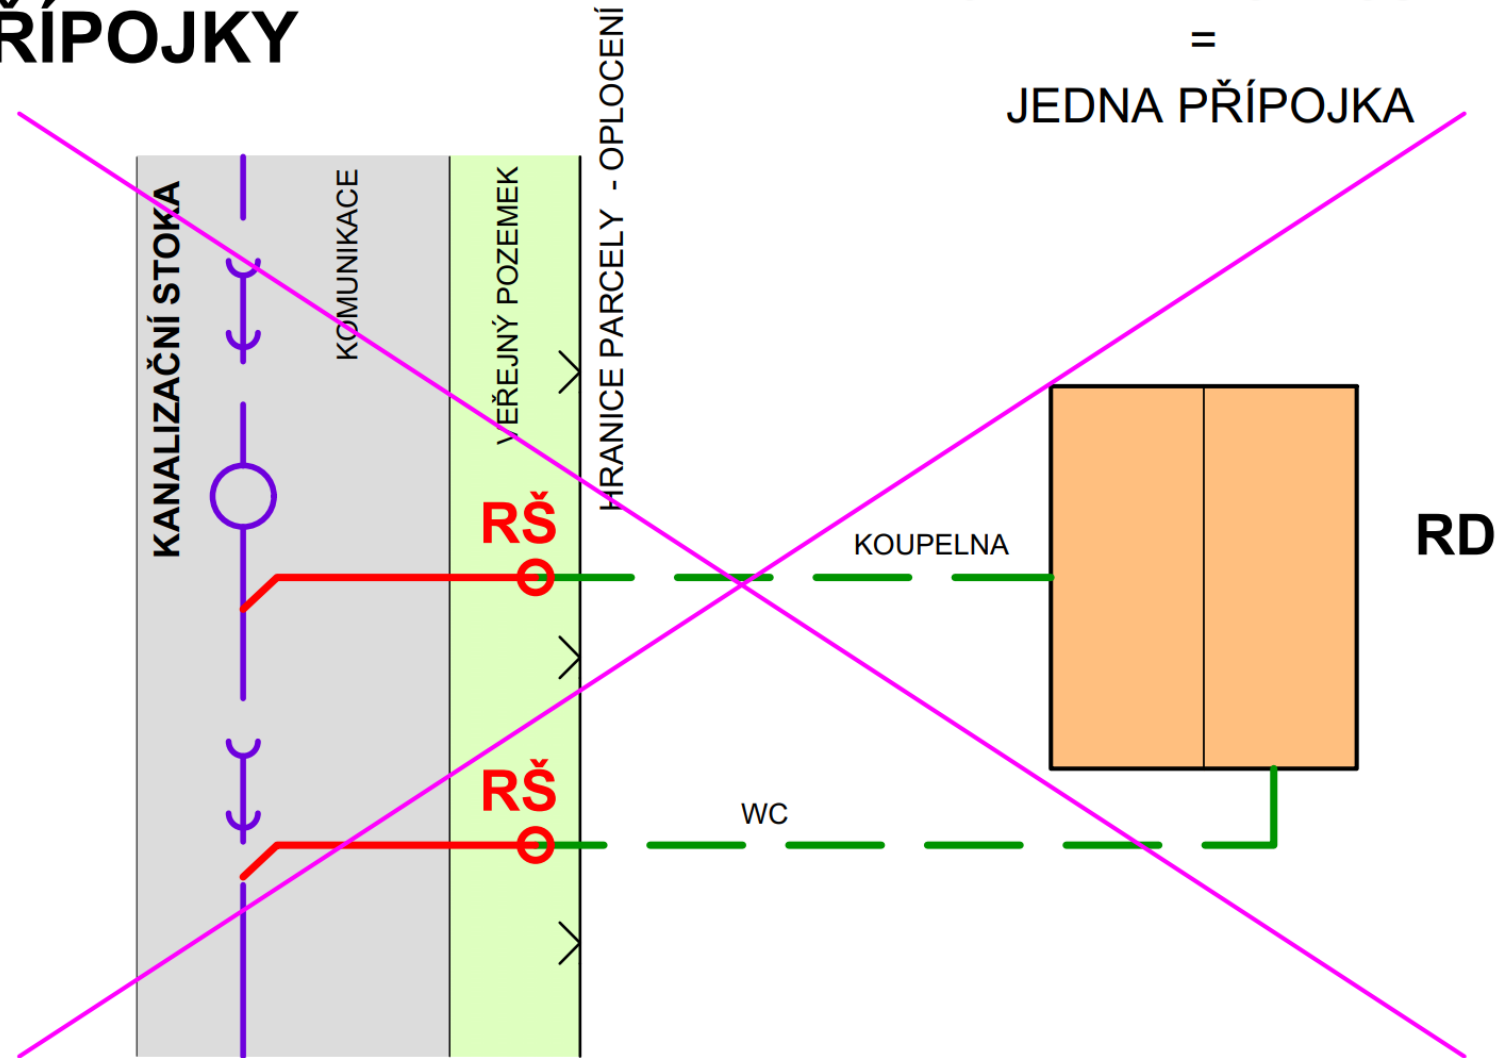 ŘÍPOJKY
=
JEDNA PŘÍPOJKA
KANALIZAČNÍ STOKA
KOMUNIKACE
VEŘEJNÝ POZEMEK
HRANICE PARCELY - OPLOCENÍ
RŠ
KOUPELNA
RD
RŠ
WC